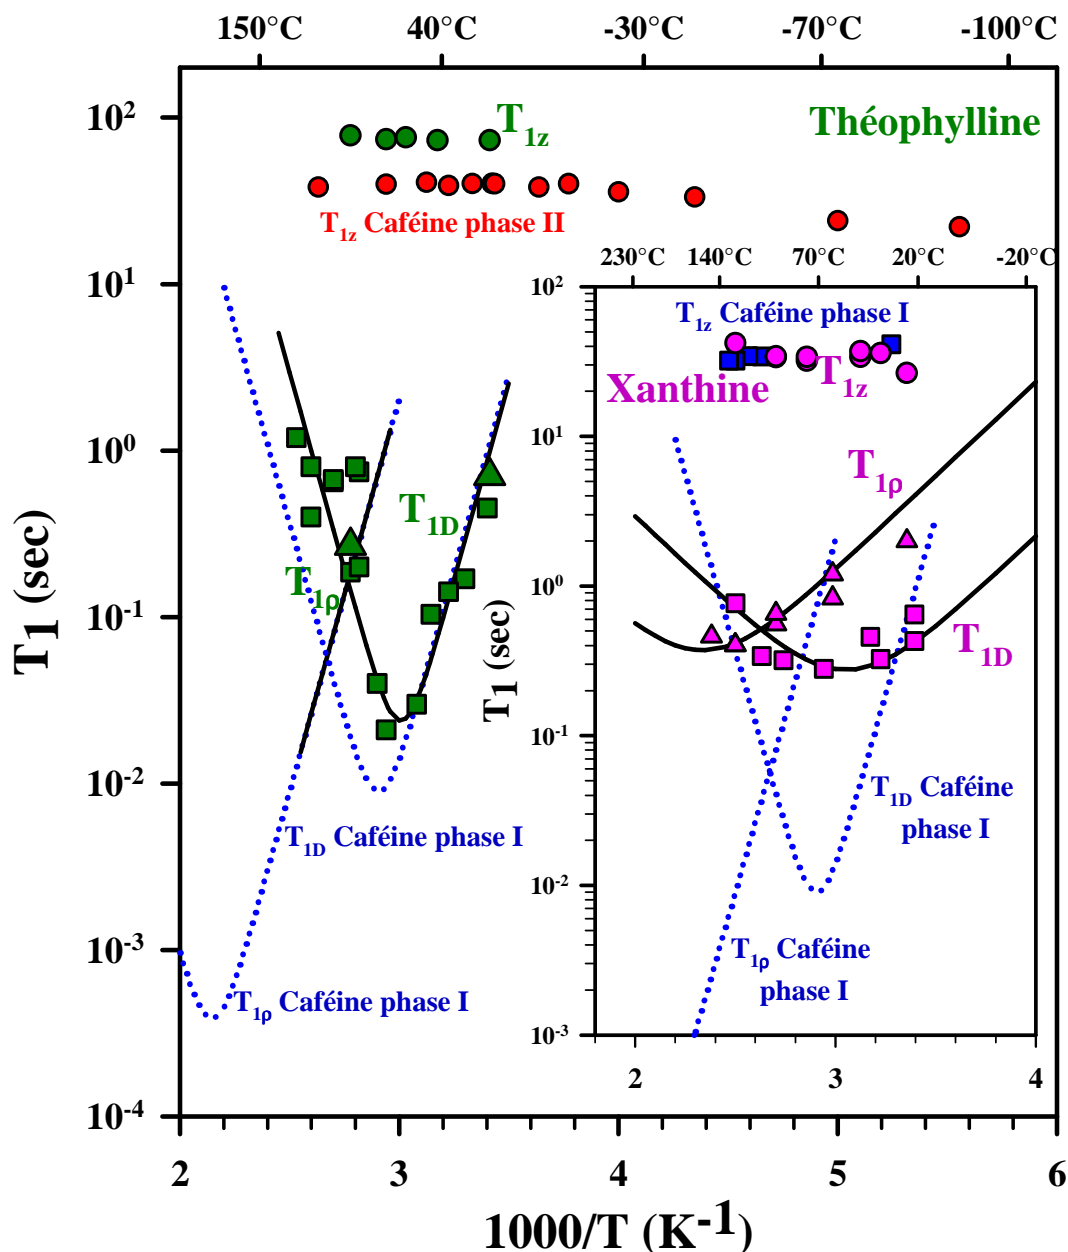 150°C 40°C -30°C -70°C -100°C
10² T₁z Théophylline
T₁z Caféine phase II
230°C 140°C 70°C 20°C -20°C
10¹ 10²
T₁z Caféine phase I
Xanthine T₁z
10¹
10⁰ T₁ρ
T₁D
T₁ρ 10⁰
10⁻¹ T₁D
T₁ (sec)
T₁ (sec)
10⁻¹
10⁻² T₁D Caféine
phase I
T₁D Caféine phase I
10⁻²
10⁻³ T₁ρ Caféine
phase I
T₁ρ Caféine phase I
10⁻³
2 3 4
10⁻⁴
2 3 4 5 6
1000/T (K⁻¹)